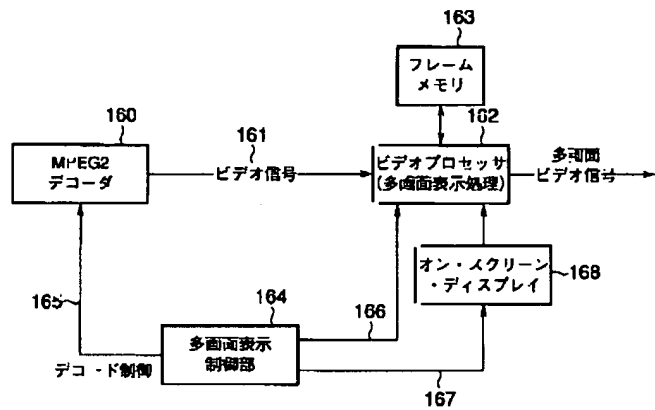 163
フレーム
メモリ
160
161
162
MPEG2
デコーダ
ビデオ信号
ビデオプロセッサ
(多画面表示処理)
多画面
ビデオ信号
オン・スクリーン
・ディスプレイ
168
165
164
166
多画面表示
制御部
デコード制御
167